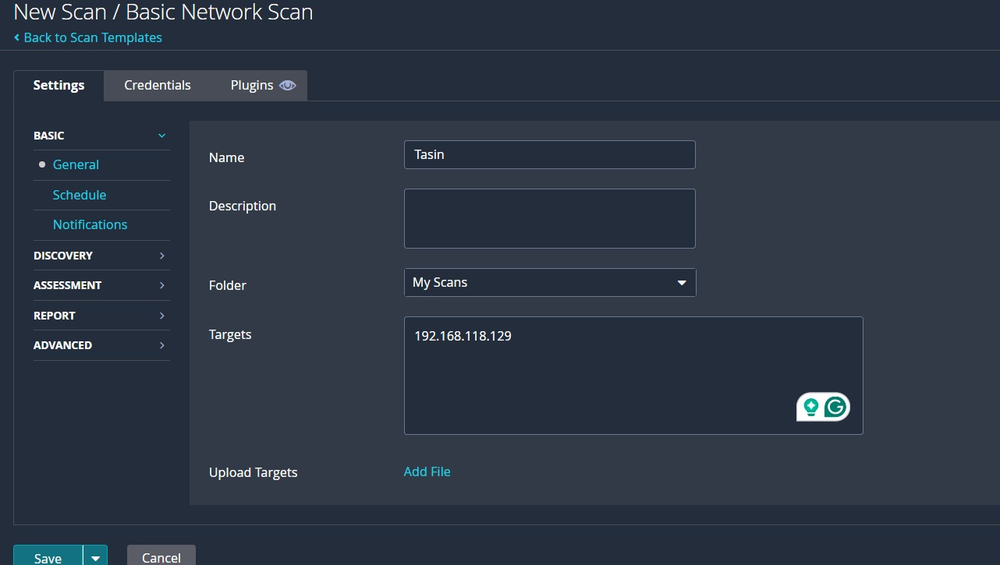 New Scan / Basic Network Scan
Back to Scan Templates
Settings Credentials Plugins
BASIC
General
Schedule
Notifications
DISCOVERY
ASSESSMENT
REPORT
ADVANCED
Name Tasin
Description
Folder My Scans
Targets 192.168.118.129
Upload Targets Add File
Save Cancel